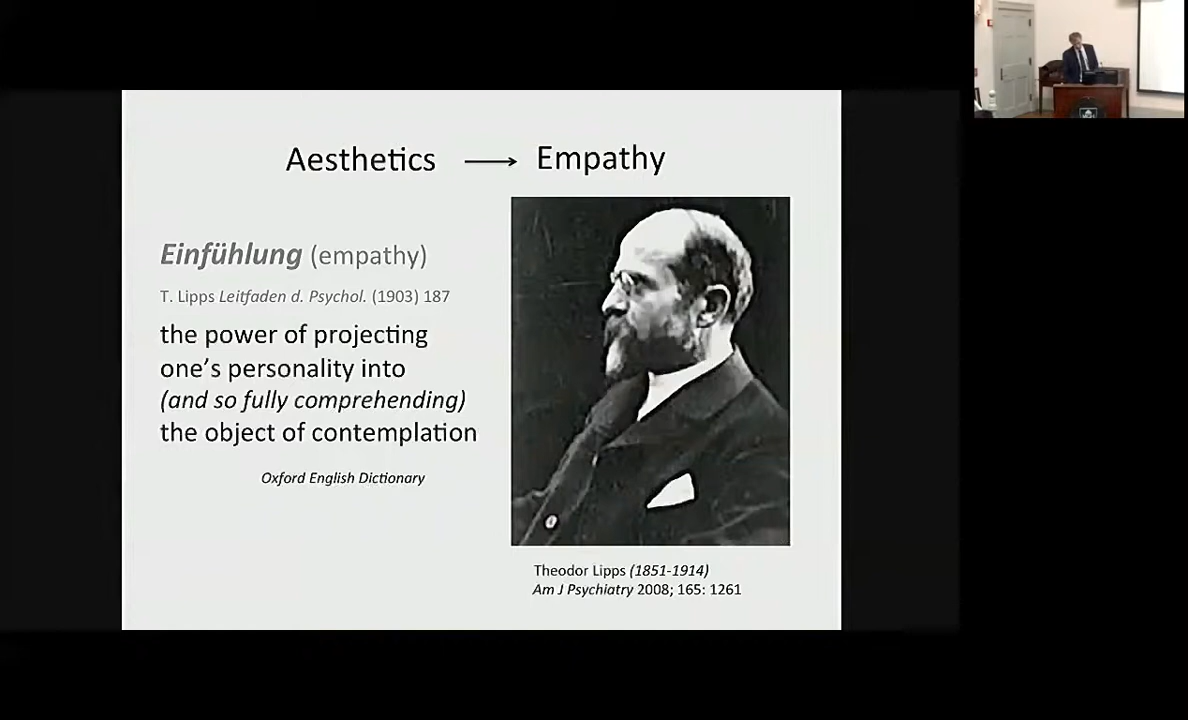 Aesthetics → Empathy
Einfühlung (empathy)
T. Lipps Leitfaden d. Psychol. (1903) 187
the power of projecting
one’s personality into
(and so fully comprehending)
the object of contemplation
Oxford English Dictionary
Theodor Lipps (1851-1914)
Am J Psychiatry 2008; 165: 1261